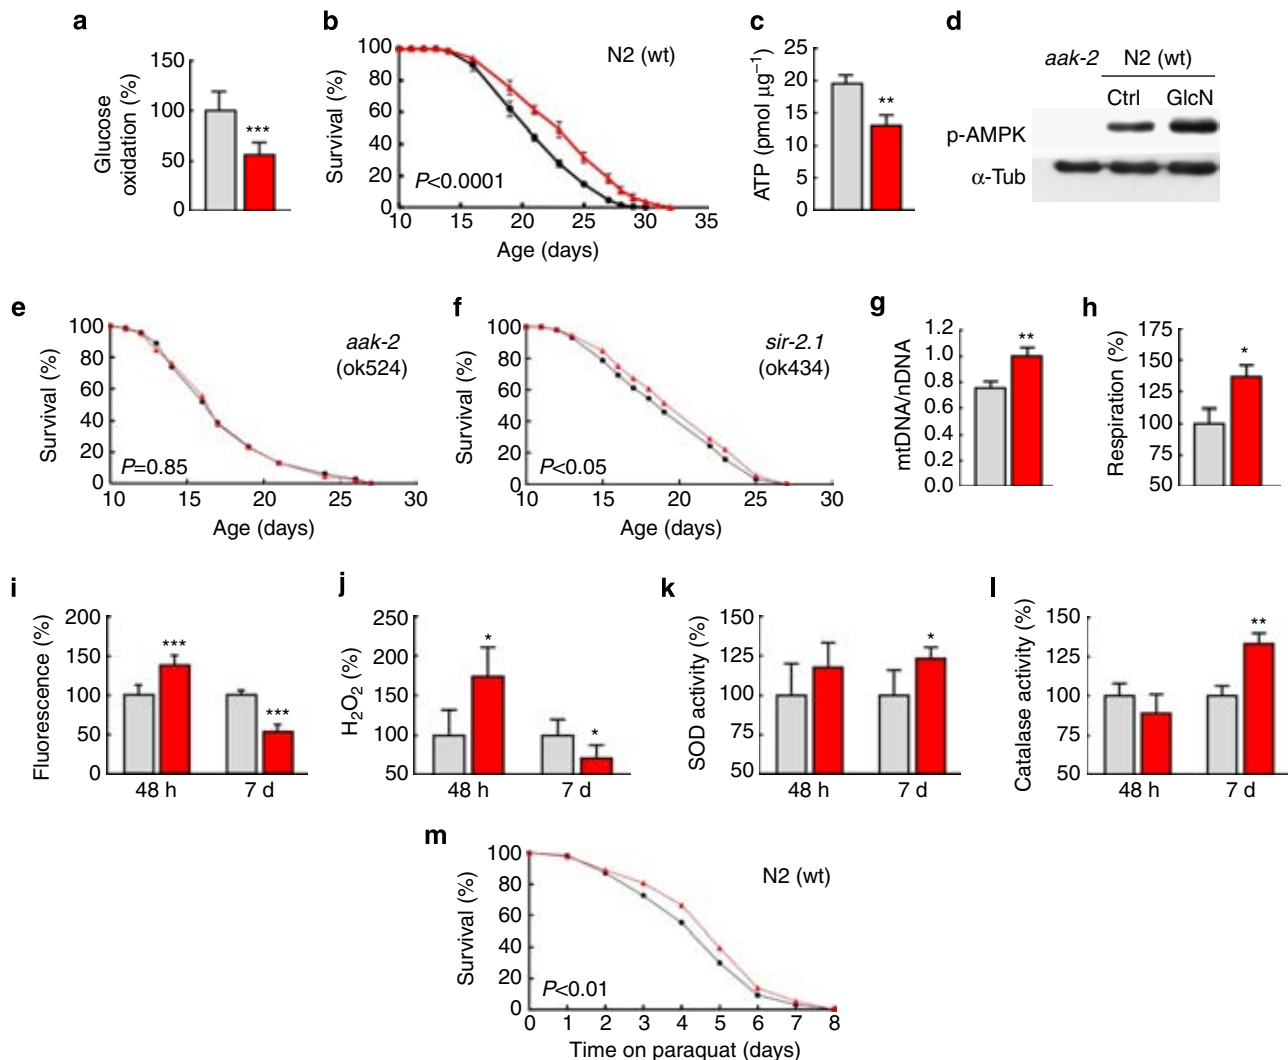 a
Glucose
oxidation (%)
150
100
50
0
***
b
Survival (%)
100
80
60
40
20
0
N2 (wt)
P<0.0001
10 15 20 25 30 35
Age (days)
c
ATP (pmol μg⁻¹)
25
20
15
10
5
0
**
d
aak-2 N2 (wt)
Ctrl GlcN
p-AMPK
α-Tub
e
Survival (%)
100
80
60
40
20
0
aak-2
(ok524)
P=0.85
10 15 20 25 30
Age (days)
f
Survival (%)
100
80
60
40
20
0
sir-2.1
(ok434)
P<0.05
10 15 20 25 30
Age (days)
g
mtDNA/nDNA
1.2
1.0
0.8
0.6
0.4
0.2
0.0
**
h
Respiration (%)
175
150
125
100
75
50
*
i
Fluorescence (%)
200
150
100
50
0
***
***
48 h 7 d
j
H₂O₂ (%)
250
200
150
100
50
*
*
48 h 7 d
k
SOD activity (%)
150
125
100
75
50
*
48 h 7 d
l
Catalase activity (%)
150
125
100
75
50
**
48 h 7 d
m
Survival (%)
100
80
60
40
20
0
N2 (wt)
P<0.01
0 1 2 3 4 5 6 7 8
Time on paraquat (days)